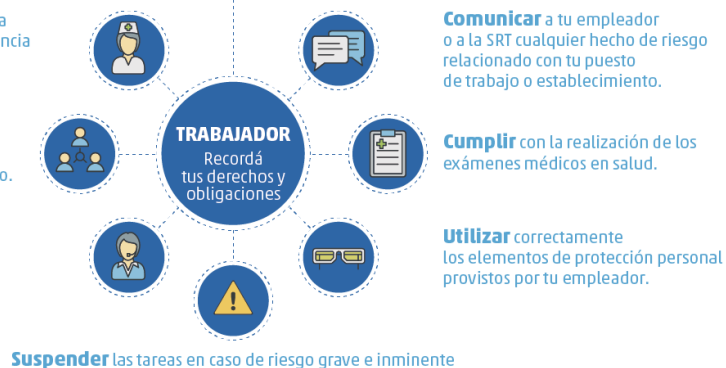 Comunicar a tu empleador
o a la SRT cualquier hecho de riesgo
relacionado con tu puesto
de trabajo o establecimiento.
TRABAJADOR
Recordá
tus derechos y
obligaciones
Cumplir con la realización de los
exámenes médicos en salud.
Utilizar correctamente
los elementos de protección personal
provistos por tu empleador.
Suspender las tareas en caso de riesgo grave e inminente